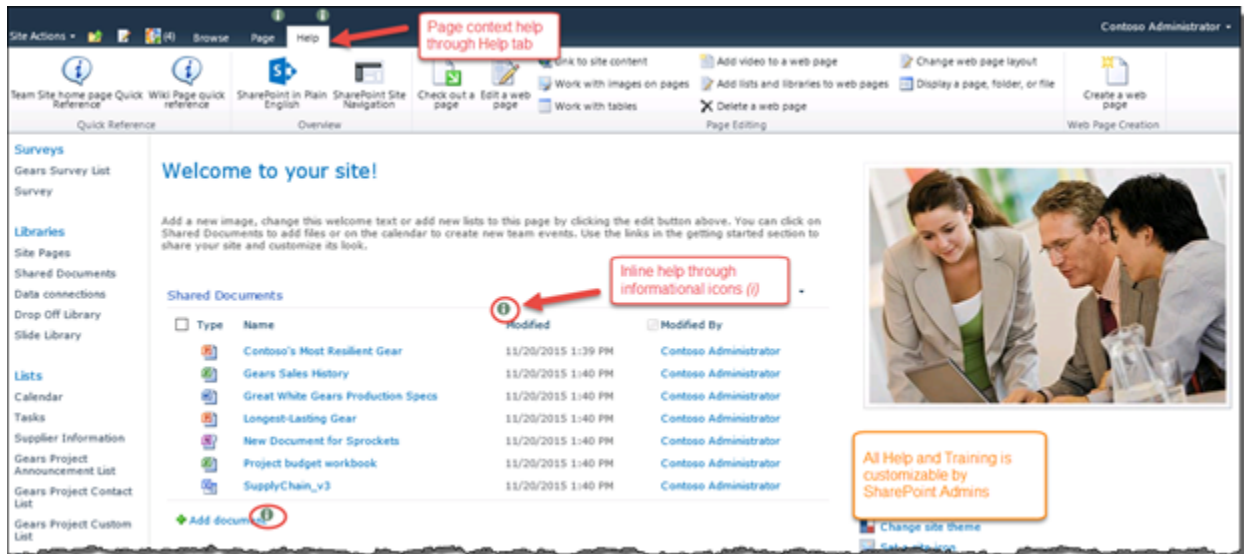 Site Actions
(4)
Browse
Page
Help
Page context help
through Help tab
Contoso Administrator
Team Site home page Quick
Reference
Wiki Page quick
reference
Quick Reference
SharePoint in Plain
English
SharePoint Site
Navigation
Overview
Check out a
page
Edit a web
page
Link to site content
Work with images on pages
Work with tables
Add video to a web page
Add lists and libraries to web pages
Delete a web page
Change web page layout
Display a page, folder, or file
Page Editing
Create a web
page
Web Page Creation
Surveys
Gears Survey List
Survey
Libraries
Site Pages
Shared Documents
Data connections
Drop Off Library
Slide Library
Lists
Calendar
Tasks
Supplier Information
Gears Project
Announcement List
Gears Project Contact
List
Gears Project Custom
List
Welcome to your site!
Add a new image, change this welcome text or add new lists to this page by clicking the edit button above. You can click on
Shared Documents to add files or on the calendar to create new team events. Use the links in the getting started section to
share your site and customize its look.
Inline help through
informational icons (i)
Shared Documents
Type Name Modified Modified By
Contoso's Most Resilient Gear 11/20/2015 1:39 PM Contoso Administrator
Gears Sales History 11/20/2015 1:40 PM Contoso Administrator
Great White Gears Production Specs 11/20/2015 1:40 PM Contoso Administrator
Longest-Lasting Gear 11/20/2015 1:40 PM Contoso Administrator
New Document for Sprockets 11/20/2015 1:40 PM Contoso Administrator
Project budget workbook 11/20/2015 1:40 PM Contoso Administrator
SupplyChain_v3 11/20/2015 1:40 PM Contoso Administrator
Add document
All Help and Training is
customizable by
SharePoint Admins
Change site theme
Set a site icon